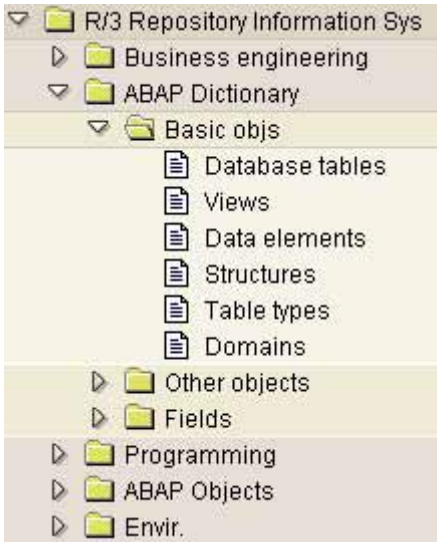 R/3 Repository Information Sys
Business engineering
ABAP Dictionary
Basic objs
Database tables
Views
Data elements
Structures
Table types
Domains
Other objects
Fields
Programming
ABAP Objects
Envir.